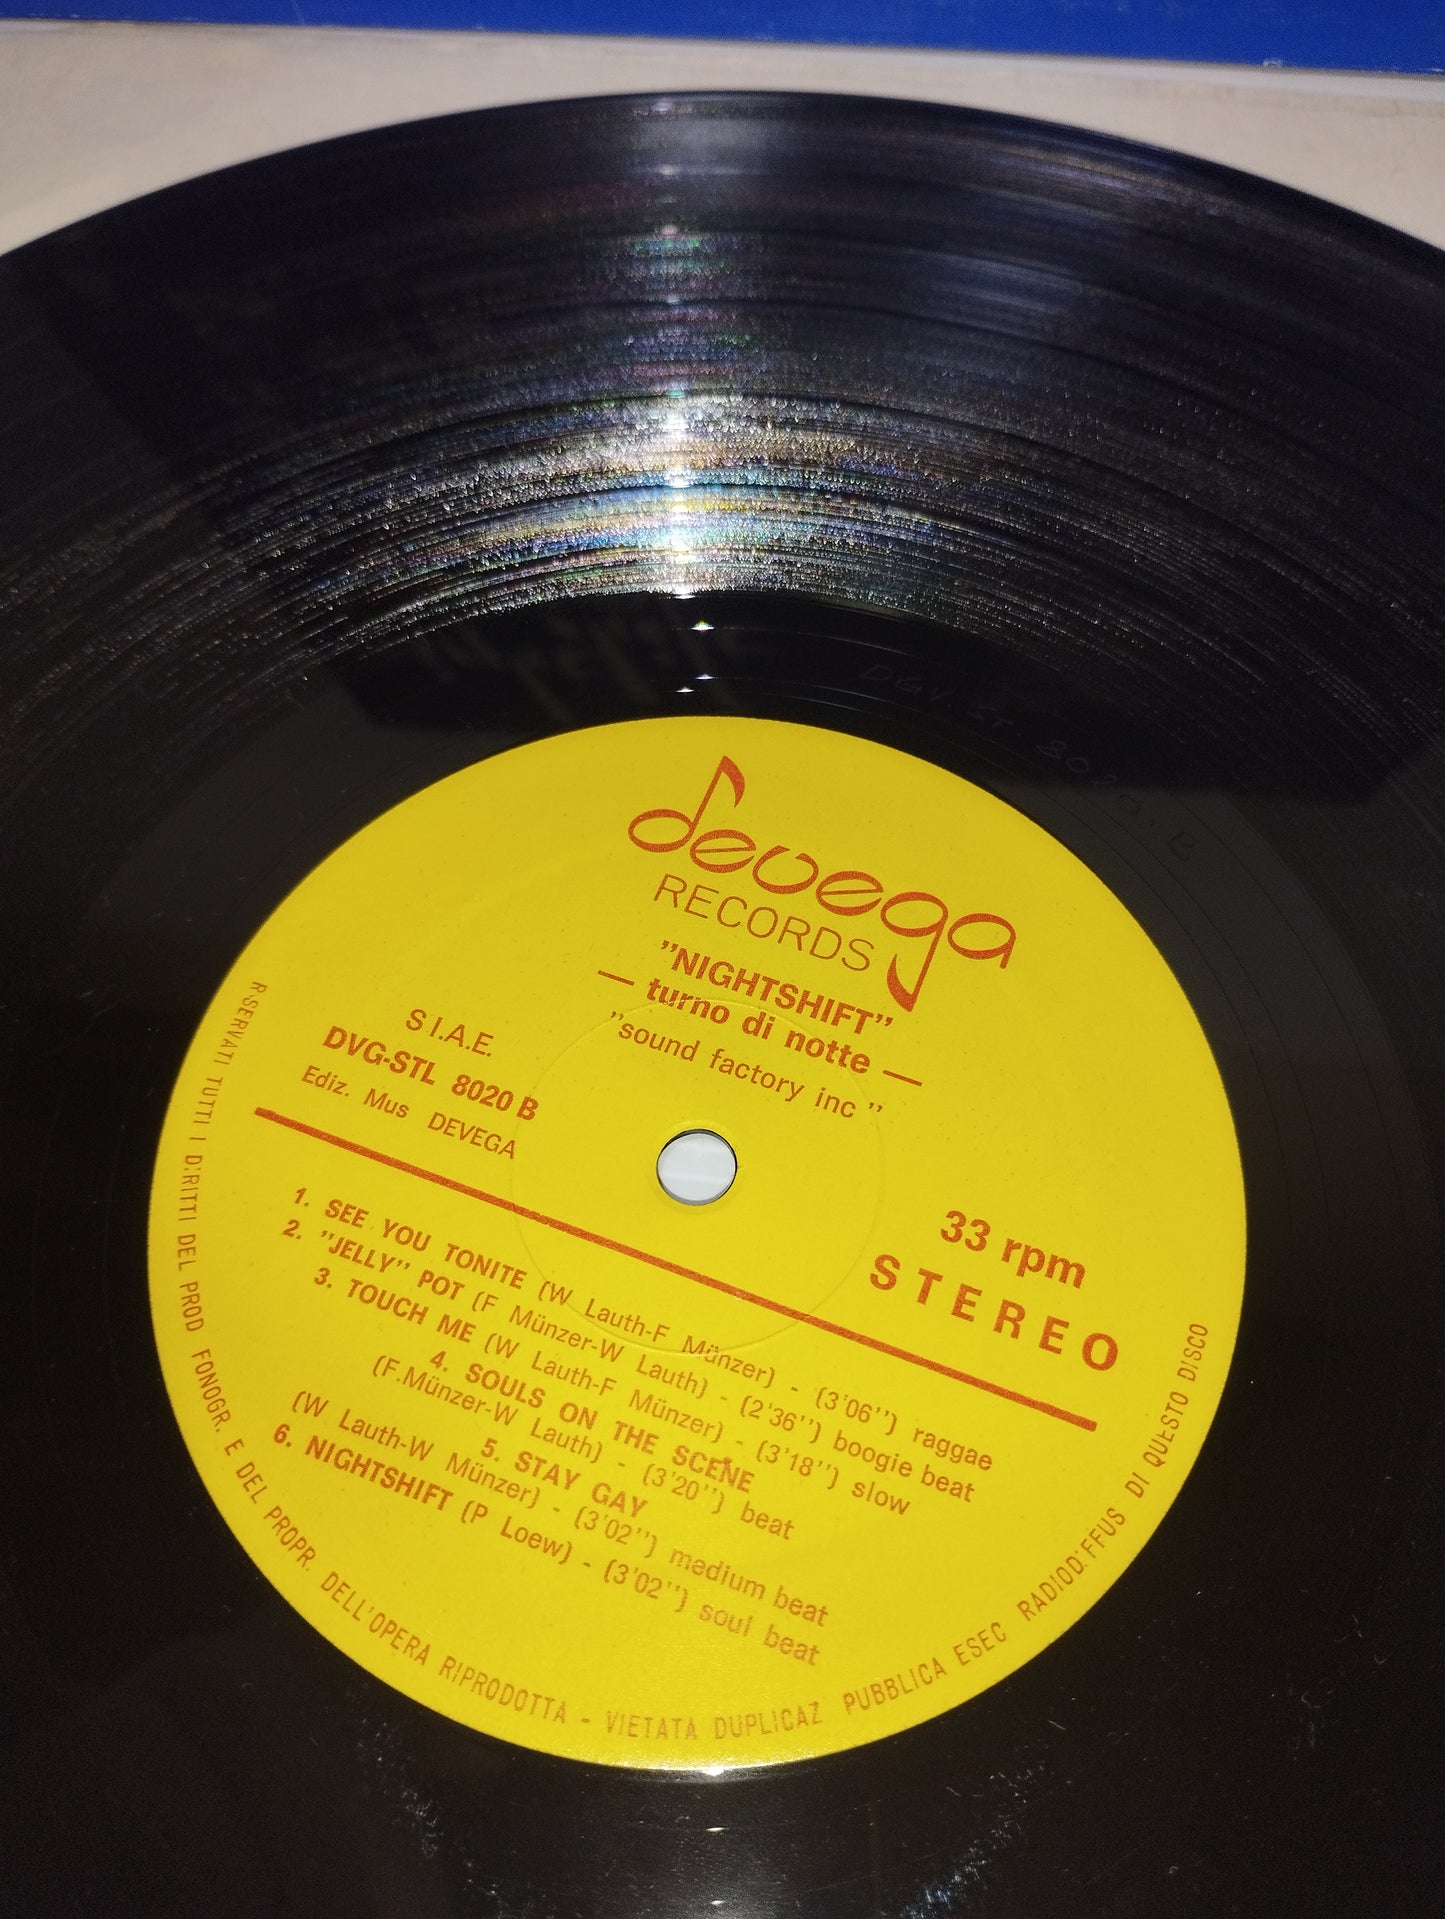 devega
RECORDS
"NIGHTSHIFT"
— turno di notte —
"sound factory inc "
S I.A.E.
DVG-STL 8020 B
Ediz. Mus DEVEGA
33 rpm
STEREO
1. SEE YOU TONITE (W Lauth-F Münzer) - (3'06'') raggae
2. "JELLY" POT (F Münzer-W Lauth) - (2'36'') boogie beat
3. TOUCH ME (W Lauth-F Münzer) - (3'18'') slow
4. SOULS ON THE SCENE
(F.Münzer-W Lauth) - (3'20'') beat
5. STAY GAY
(W Lauth-W Münzer) - (3'02'') medium beat
6. NIGHTSHIFT (P Loew) - (3'02'') soul beat
R:SERVATI TUTTI I D:RITTI DEL PROD FONOGR. E DEL PROPR. DELL'OPERA RIPRODOTTA - VIETATA DUPLICAZ PUBBLICA ESEC RADIOD:FFUS DI QUESTO DISCO
DGV. ST. 8020. B